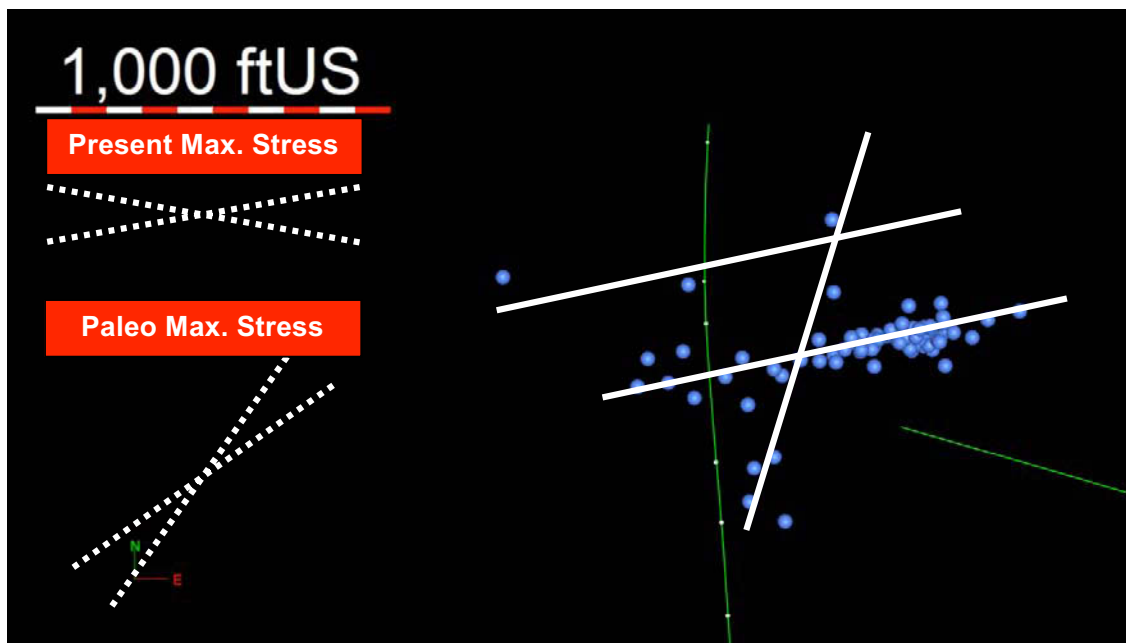 1,000 ftUS
Present Max. Stress
Paleo Max. Stress
N
E